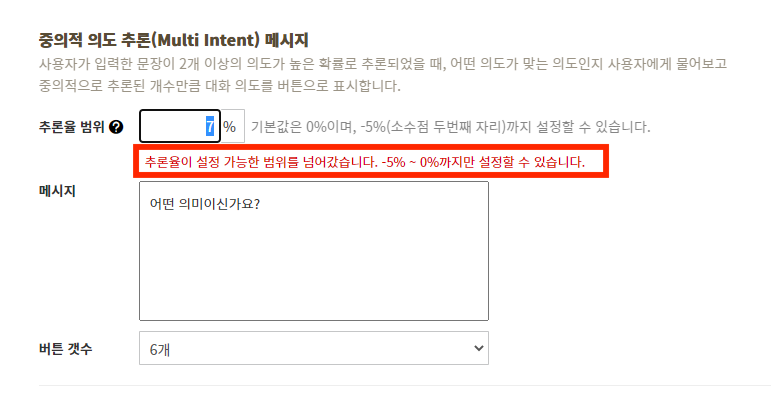 중의적 의도 추론(Multi Intent) 메시지
사용자가 입력한 문장이 2개 이상의 의도가 높은 확률로 추론되었을 때, 어떤 의도가 맞는 의도인지 사용자에게 물어보고
중의적으로 추론된 개수만큼 대화 의도를 버튼으로 표시합니다.
추론율 범위 ? 7 % 기본값은 0%이며, -5%(소수점 두번째 자리)까지 설정할 수 있습니다.
추론율이 설정 가능한 범위를 넘어갔습니다. -5% ~ 0%까지만 설정할 수 있습니다.
메시지
어떤 의미이신가요?
버튼 갯수 6개